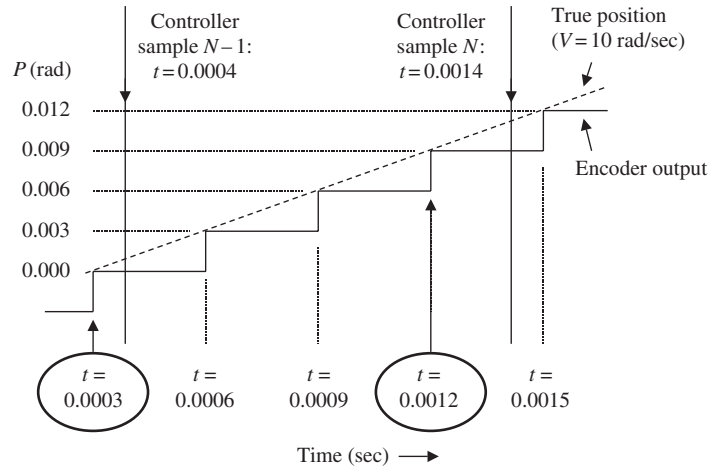 Controller
sample N – 1:
t = 0.0004
Controller
sample N:
t = 0.0014
True position
(V = 10 rad/sec)
P (rad)
0.012
0.009
0.006
0.003
0.000
Encoder output
t =
0.0003
t =
0.0006
t =
0.0009
t =
0.0012
t =
0.0015
Time (sec)